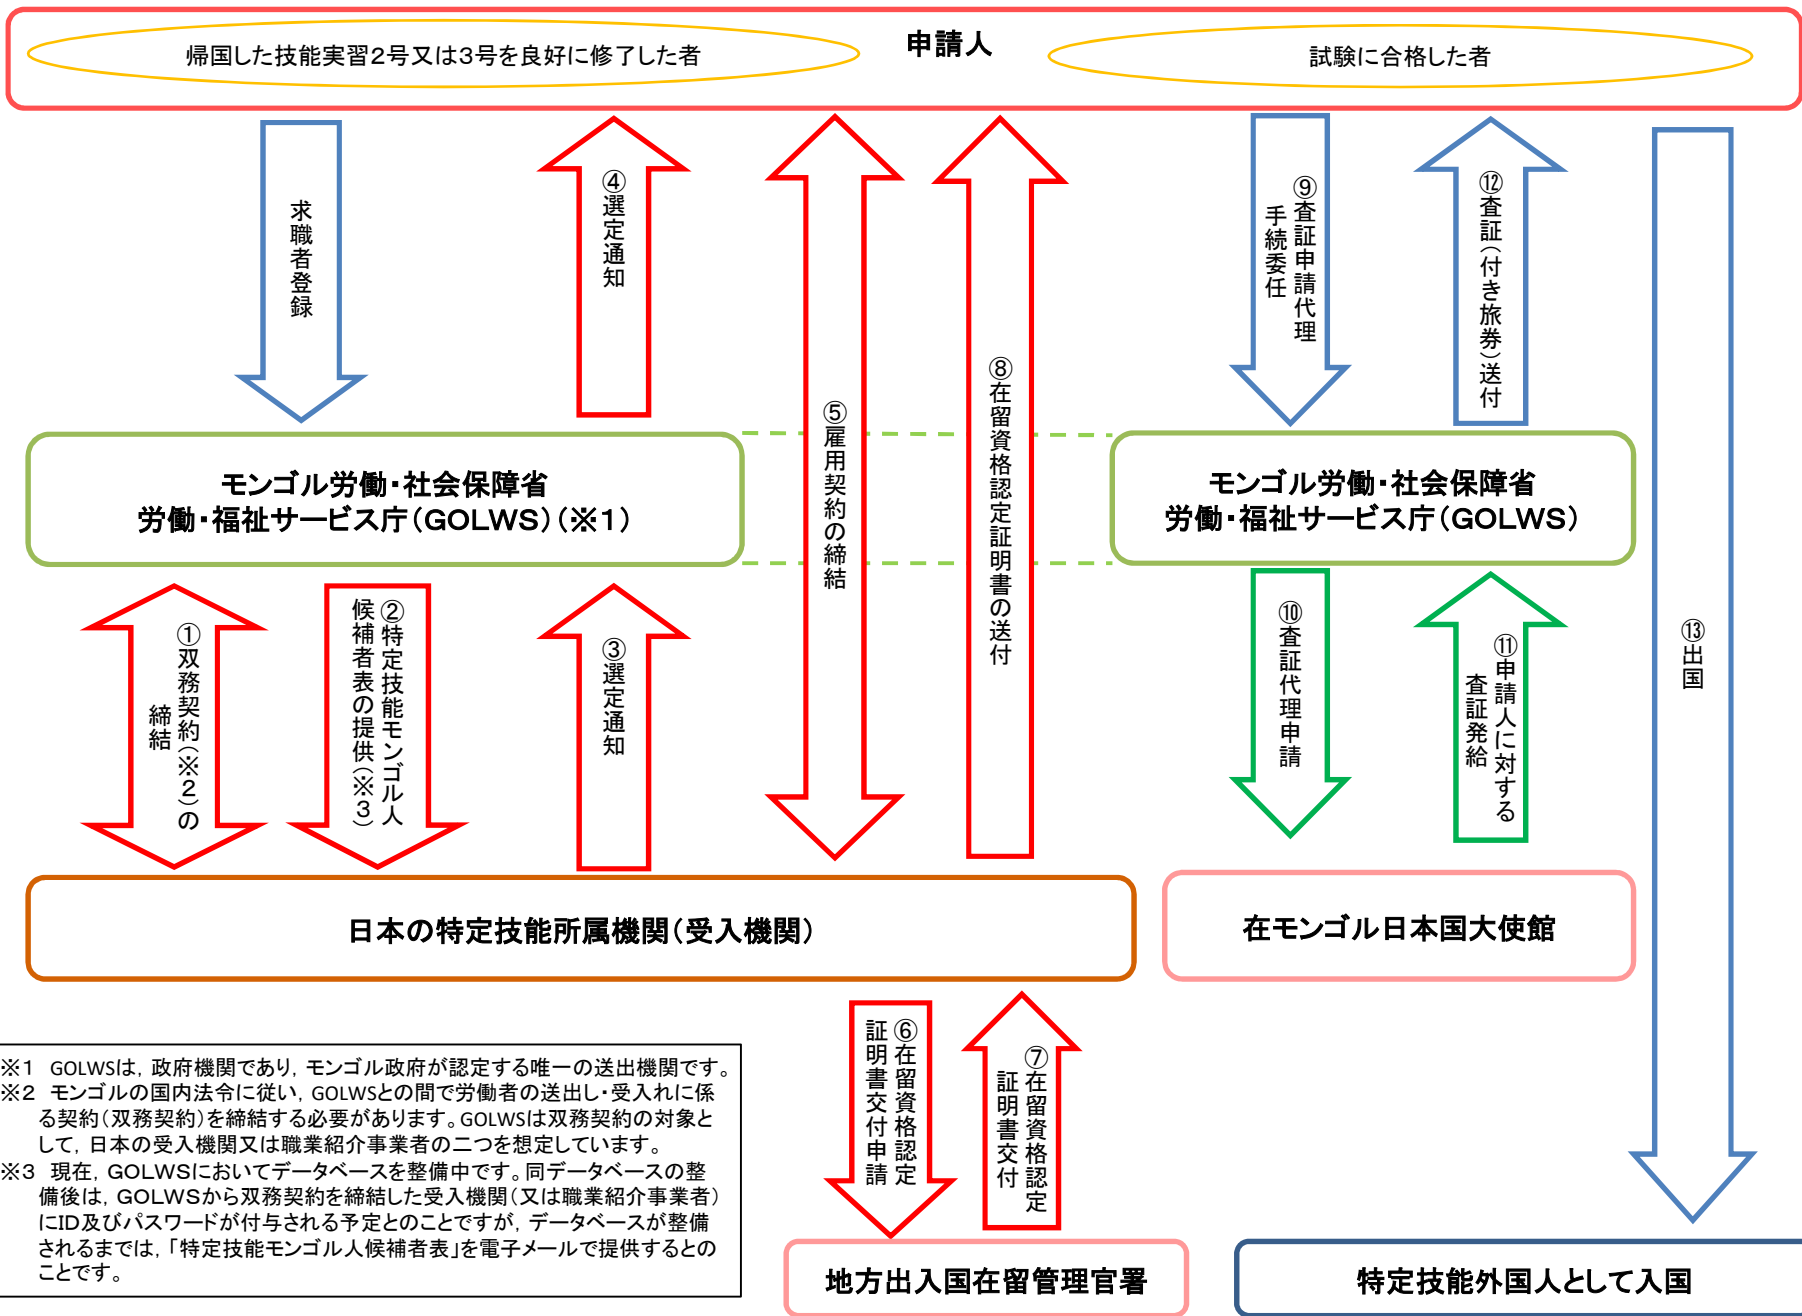 申請人
帰国した技能実習2号又は3号を良好に修了した者
試験に合格した者
求職者登録
④選定通知
⑤雇用契約の締結
⑧在留資格認定証明書の送付
⑨査証申請代理
手続委任
⑫査証(付き旅券)送付
⑬出国
モンゴル労働・社会保障省
労働・福祉サービス庁(GOLWS)(※1)
モンゴル労働・社会保障省
労働・福祉サービス庁(GOLWS)
①双務契約(※2)の
締結
②特定技能モンゴル人
候補者表の提供(※3)
③選定通知
⑩査証代理申請
⑪申請人に対する
査証発給
日本の特定技能所属機関(受入機関)
在モンゴル日本国大使館
⑥在留資格認定
証明書交付申請
⑦在留資格認定
証明書交付
※1 GOLWSは, 政府機関であり, モンゴル政府が認定する唯一の送出機関です。
※2 モンゴルの国内法令に従い, GOLWSとの間で労働者の送出し・受入れに係
る契約(双務契約)を締結する必要があります。GOLWSは双務契約の対象と
して, 日本の受入機関又は職業紹介事業者の二つを想定しています。
※3 現在, GOLWSにおいてデータベースを整備中です。同データベースの整
備後は, GOLWSから双務契約を締結した受入機関(又は職業紹介事業者)
にID及びパスワードが付与される予定とのことですが, データベースが整備
されるまでは, 「特定技能モンゴル人候補者表」を電子メールで提供するとの
ことです。
地方出入国在留管理官署
特定技能外国人として入国